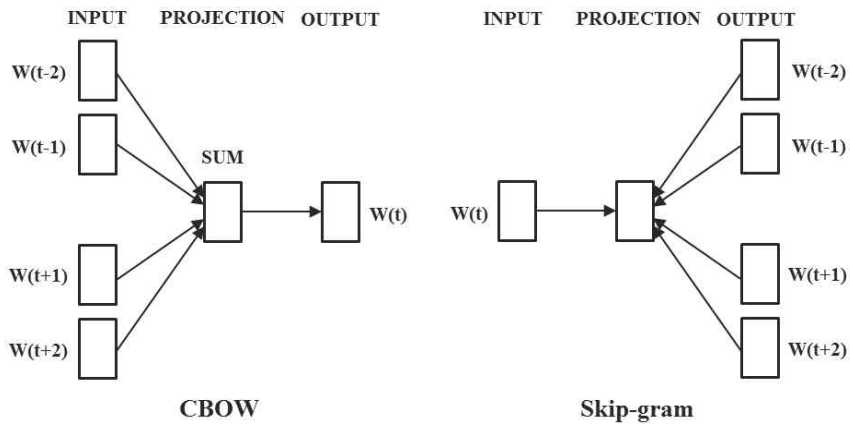 INPUT PROJECTION OUTPUT
W(t-2)
W(t-1)
SUM
W(t)
W(t+1)
W(t+2)
CBOW
INPUT PROJECTION OUTPUT
W(t-2)
W(t-1)
W(t)
W(t+1)
W(t+2)
Skip-gram